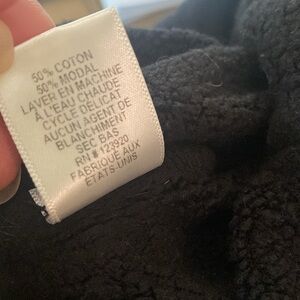 50% COTON
50% MODAL
LAVER EN MACHINE
À L'EAU CHAUDE
CYCLE DÉLICAT
AUCUN AGENT DE
BLANCHIMENT
SEC BAS
RN # 123920
FABRIQUÉ AUX
ÉTATS-UNIS